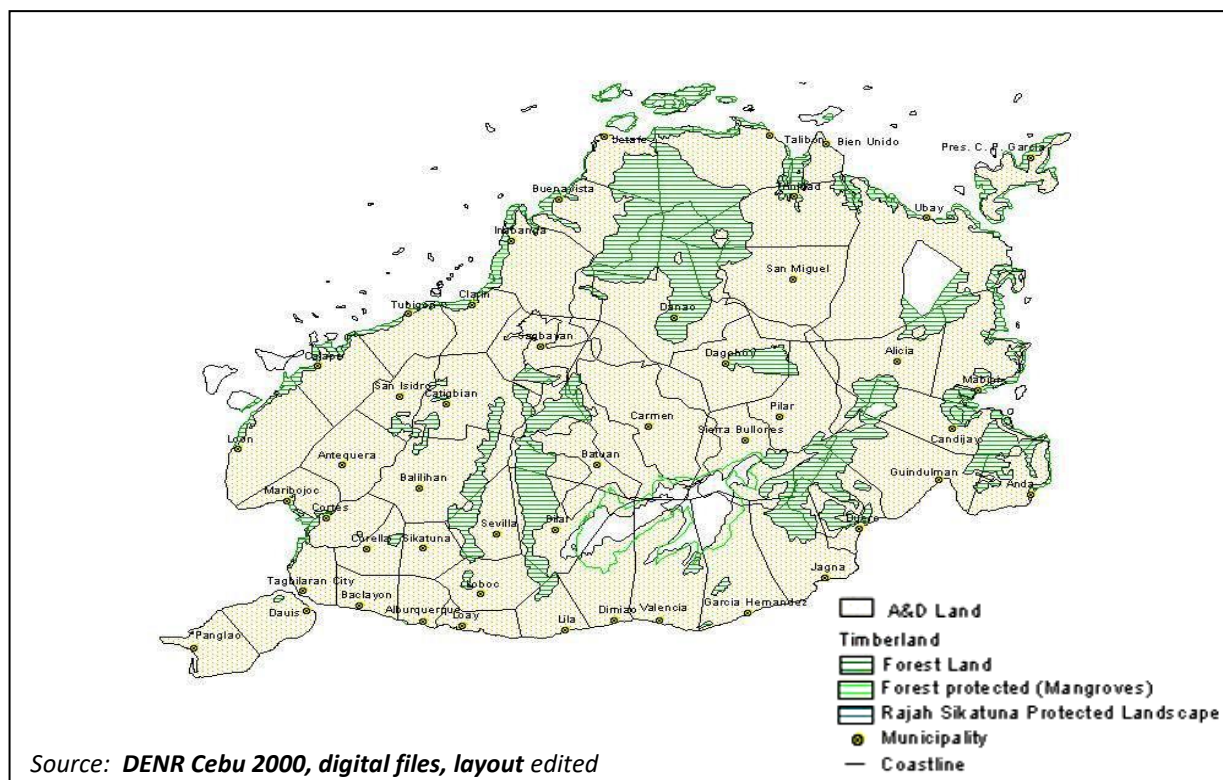 Jetafe
Talibon
Bien Unido
Pres. C. P. Garcia
Buenavista
Trinidad
Ubay
Inabanga
San Miguel
Clarin
Tubigon
Danao
Sagbayan
Dagohoy
Alicia
Calape
San Isidro
Catigbian
Mabini
Carmen
Pilar
Sierra Bullores
Candijay
Loon
Antequera
Batuan
Guindulman
Balilihan
Anda
Maribojoc
Cortes
Sevilla
Bilar
Duero
Corella
Sikatuna
Jagna
Tagbilaran City
Loboc
Baclayon
Dauis
Alburquerque
Loay
Lila
Dimiao
Valencia
Garcia Hernandez
Panglao
A&D Land
Timberland
Forest Land
Forest protected (Mangroves)
Rajah Sikatuna Protected Landscape
Municipality
Coastline
Source: DENR Cebu 2000, digital files, layout edited